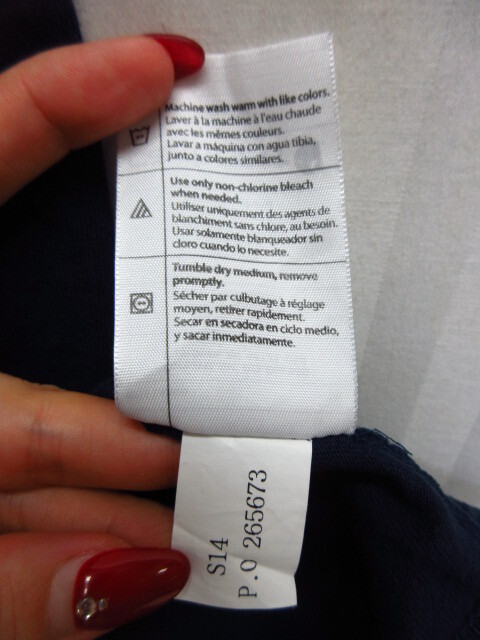 Machine wash warm with like colors.
Laver à la machine à l'eau chaude
avec les mêmes couleurs.
Lavar a máquina con agua tibia,
junto a colores similares.
Use only non-chlorine bleach
when needed.
Utiliser uniquement des agents de
blanchiment sans chlore, au besoin.
Usar solamente blanqueador sin
cloro cuando lo necesite.
Tumble dry medium, remove
promptly.
Sécher par culbutage à réglage
moyen, retirer rapidement.
Secar en secadora en ciclo medio,
y sacar inmediatamente.
S14
P.O 265673